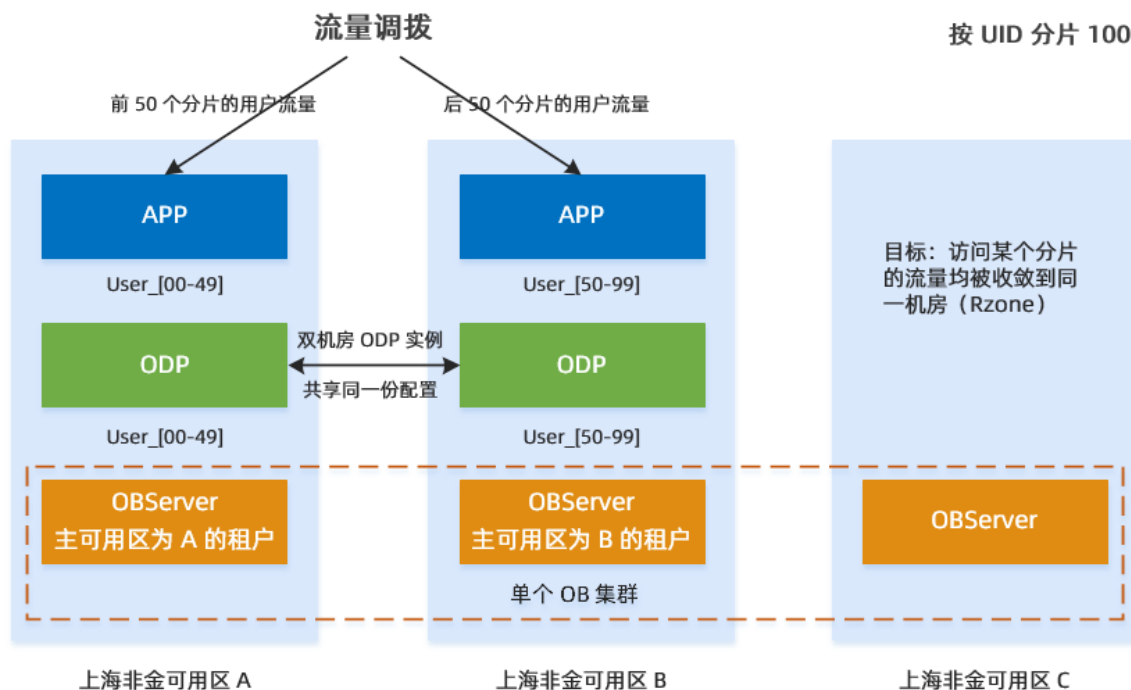 流量调拨
按 UID 分片 100
前 50 个分片的用户流量
后 50 个分片的用户流量
APP
APP
User_[00-49]
User_[50-99]
目标：访问某个分片
的流量均被收敛到同
一机房（Rzone）
双机房 ODP 实例
ODP
ODP
共享同一份配置
User_[00-49]
User_[50-99]
OBServer
主可用区为 A 的租户
OBServer
主可用区为 B 的租户
OBServer
单个 OB 集群
上海非金可用区 A
上海非金可用区 B
上海非金可用区 C